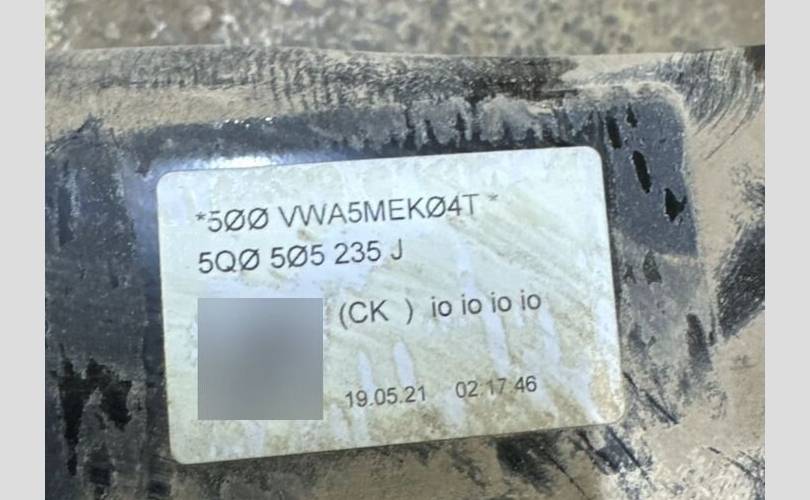 *5ØØ VWA5MEKØ4T *
5QØ 5Ø5 235 J
(CK ) io io io io
19.05.21 02:17:46